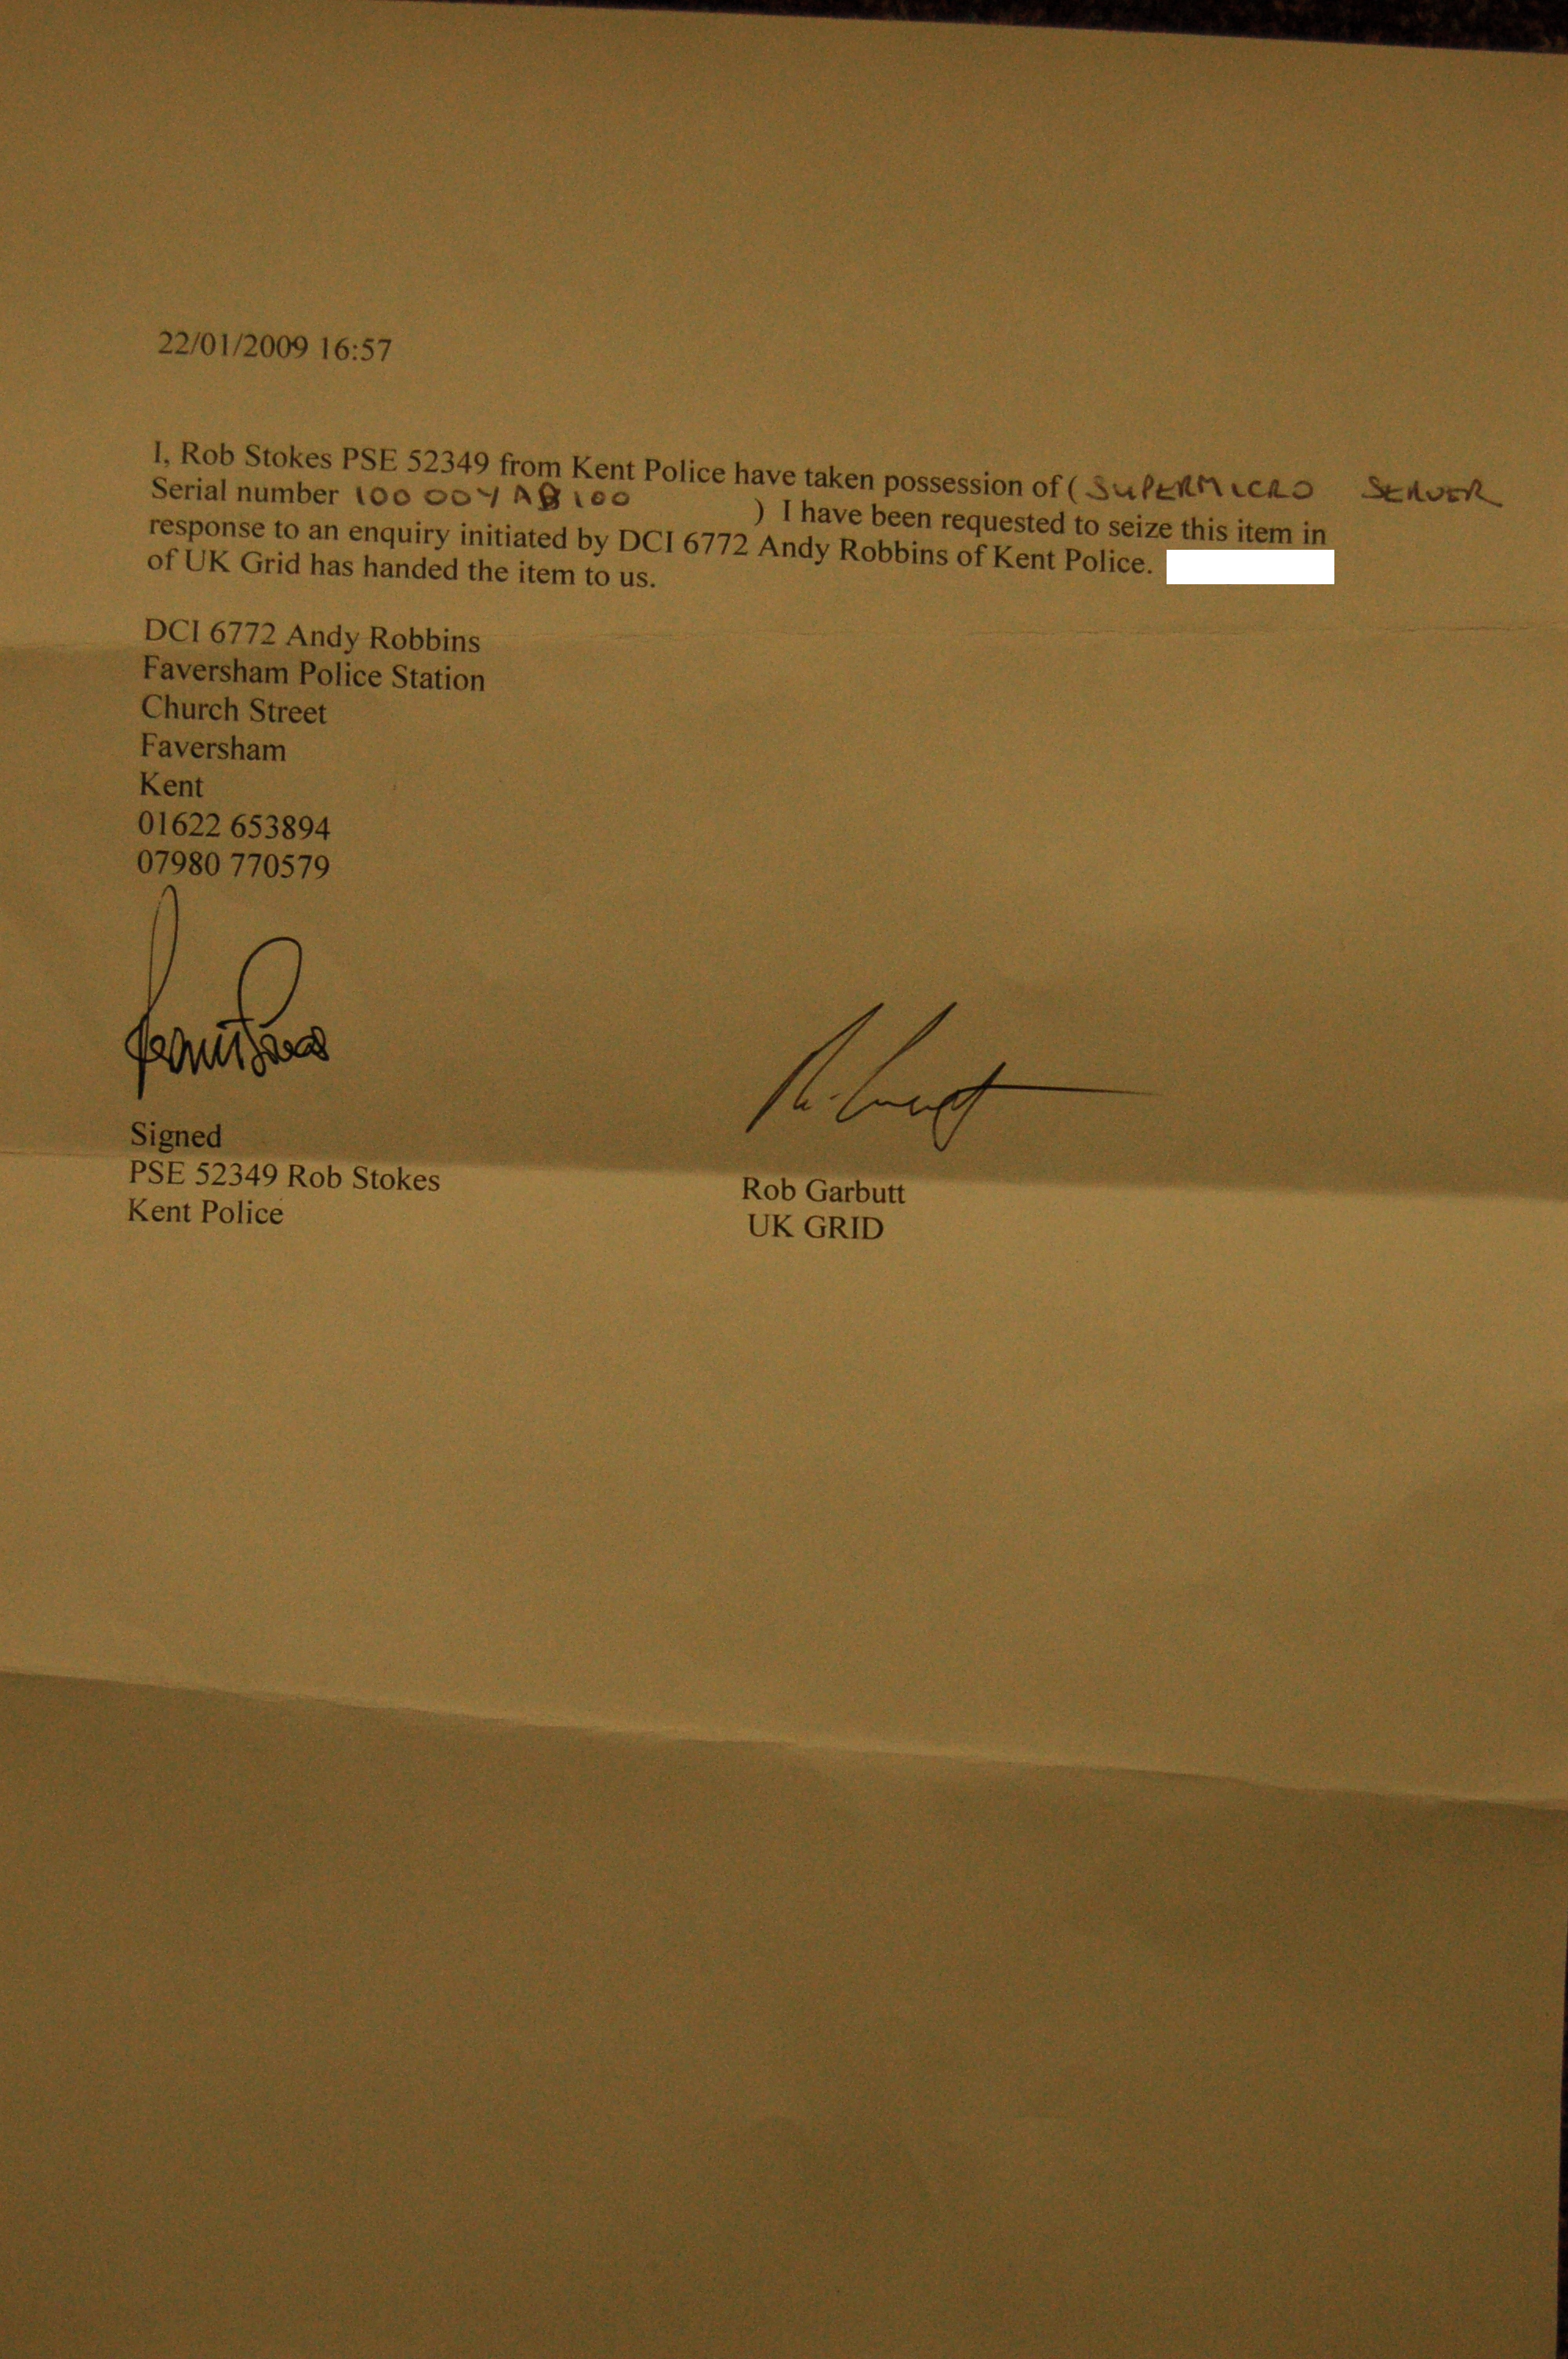 22/01/2009 16:57
I, Rob Stokes PSE 52349 from Kent Police have taken possession of ( SUPERMICRO SERVER
Serial number 100 004 AB 100 ) I have been requested to seize this item in
response to an enquiry initiated by DCI 6772 Andy Robbins of Kent Police.
of UK Grid has handed the item to us.
DCI 6772 Andy Robbins
Faversham Police Station
Church Street
Faversham
Kent
01622 653894
07980 770579
Signed
PSE 52349 Rob Stokes
Kent Police
Rob Garbutt
UK GRID